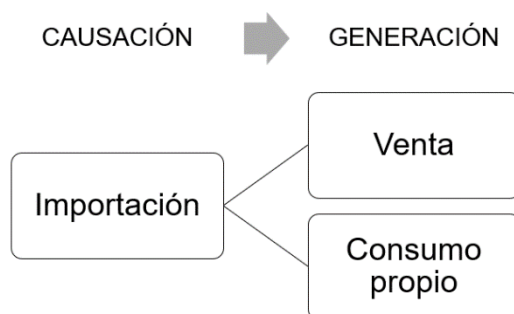 CAUSACIÓN
GENERACIÓN
Importación
Venta
Consumo
propio